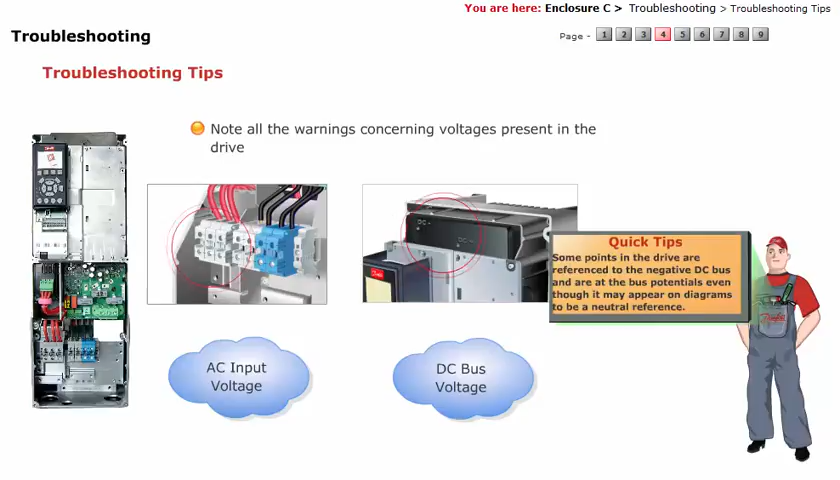 You are here: Enclosure C > Troubleshooting > Troubleshooting Tips
Troubleshooting
Page - 1 2 3 4 5 6 7 8 9
Troubleshooting Tips
Note all the warnings concerning voltages present in the
drive
DC -
DC +
Quick Tips
Some points in the drive are
referenced to the negative DC bus
and are at the bus potentials even
though it may appear on diagrams
to be a neutral reference.
AC Input
Voltage
DC Bus
Voltage
Danfoss